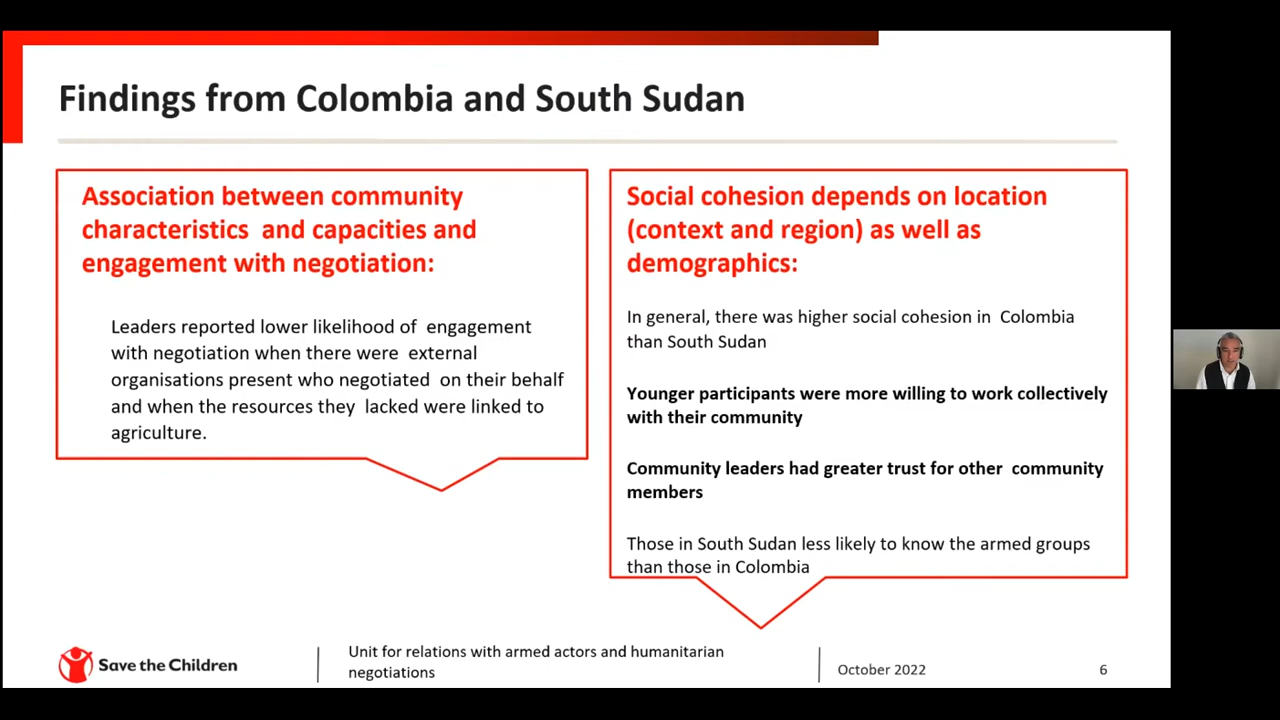 Findings from Colombia and South Sudan
Association between community
characteristics and capacities and
engagement with negotiation:
Leaders reported lower likelihood of engagement
with negotiation when there were external
organisations present who negotiated on their behalf
and when the resources they lacked were linked to
agriculture.
Social cohesion depends on location
(context and region) as well as
demographics:
In general, there was higher social cohesion in Colombia
than South Sudan
Younger participants were more willing to work collectively
with their community
Community leaders had greater trust for other community
members
Those in South Sudan less likely to know the armed groups
than those in Colombia
Save the Children
Unit for relations with armed actors and humanitarian
negotiations
October 2022
6